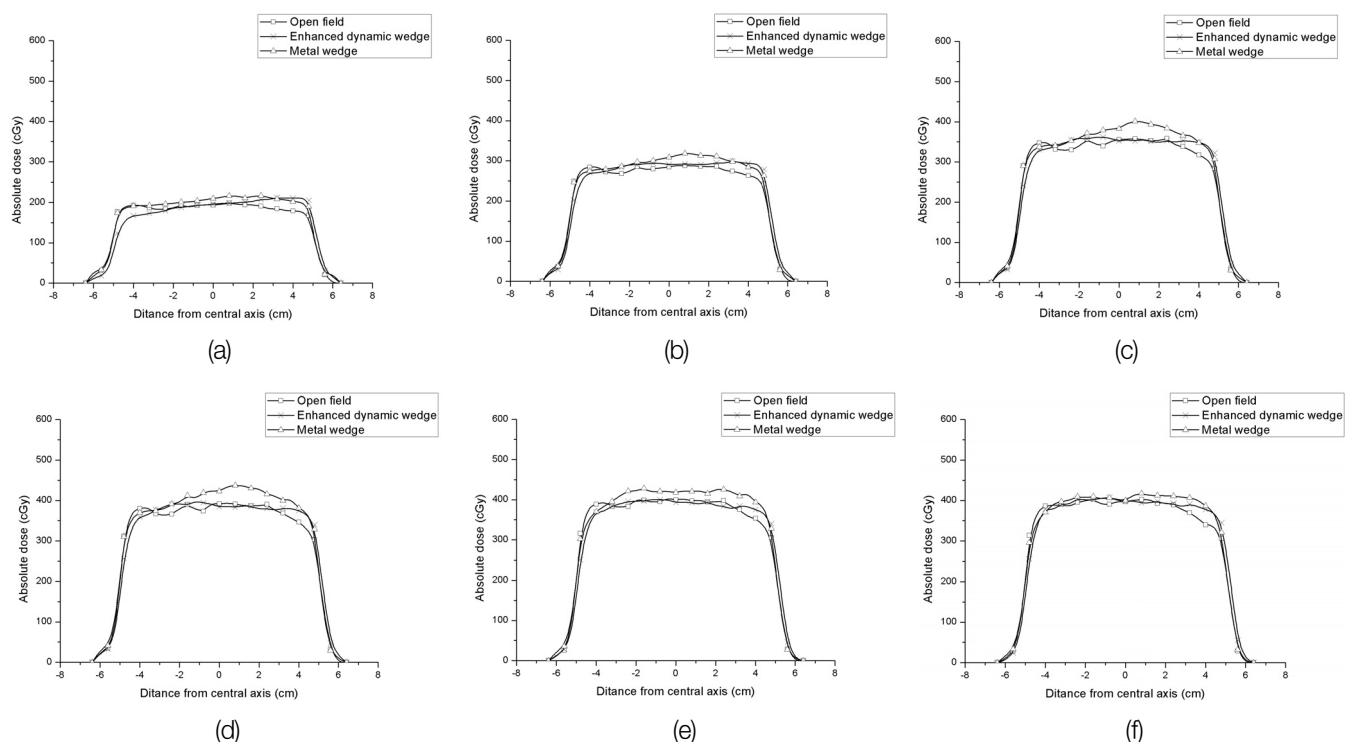 Open field
Enhanced dynamic wedge
Metal wedge
600
500
400
300
200
100
0
Absolute dose (cGy)
-8 -6 -4 -2 0 2 4 6 8
Ditance from central axis (cm)
(a)
Open field
Enhanced dynamic wedge
Metal wedge
600
500
400
300
200
100
0
Absolute dose (cGy)
-8 -6 -4 -2 0 2 4 6 8
Ditance from central axis (cm)
(b)
Open field
Enhanced dynamic wedge
Metal wedge
600
500
400
300
200
100
0
Absolute dose (cGy)
-8 -6 -4 -2 0 2 4 6 8
Ditance from central axis (cm)
(c)
Open field
Enhanced dynamic wedge
Metal wedge
600
500
400
300
200
100
0
Absolute dose (cGy)
-8 -6 -4 -2 0 2 4 6 8
Ditance from central axis (cm)
(d)
Open field
Enhanced dynamic wedge
Metal wedge
600
500
400
300
200
100
0
Absolute dose (cGy)
-8 -6 -4 -2 0 2 4 6 8
Ditance from central axis (cm)
(e)
Open field
Enhanced dynamic wedge
Metal wedge
600
500
400
300
200
100
0
Absolute dose (cGy)
-8 -6 -4 -2 0 2 4 6 8
Ditance from central axis (cm)
(f)